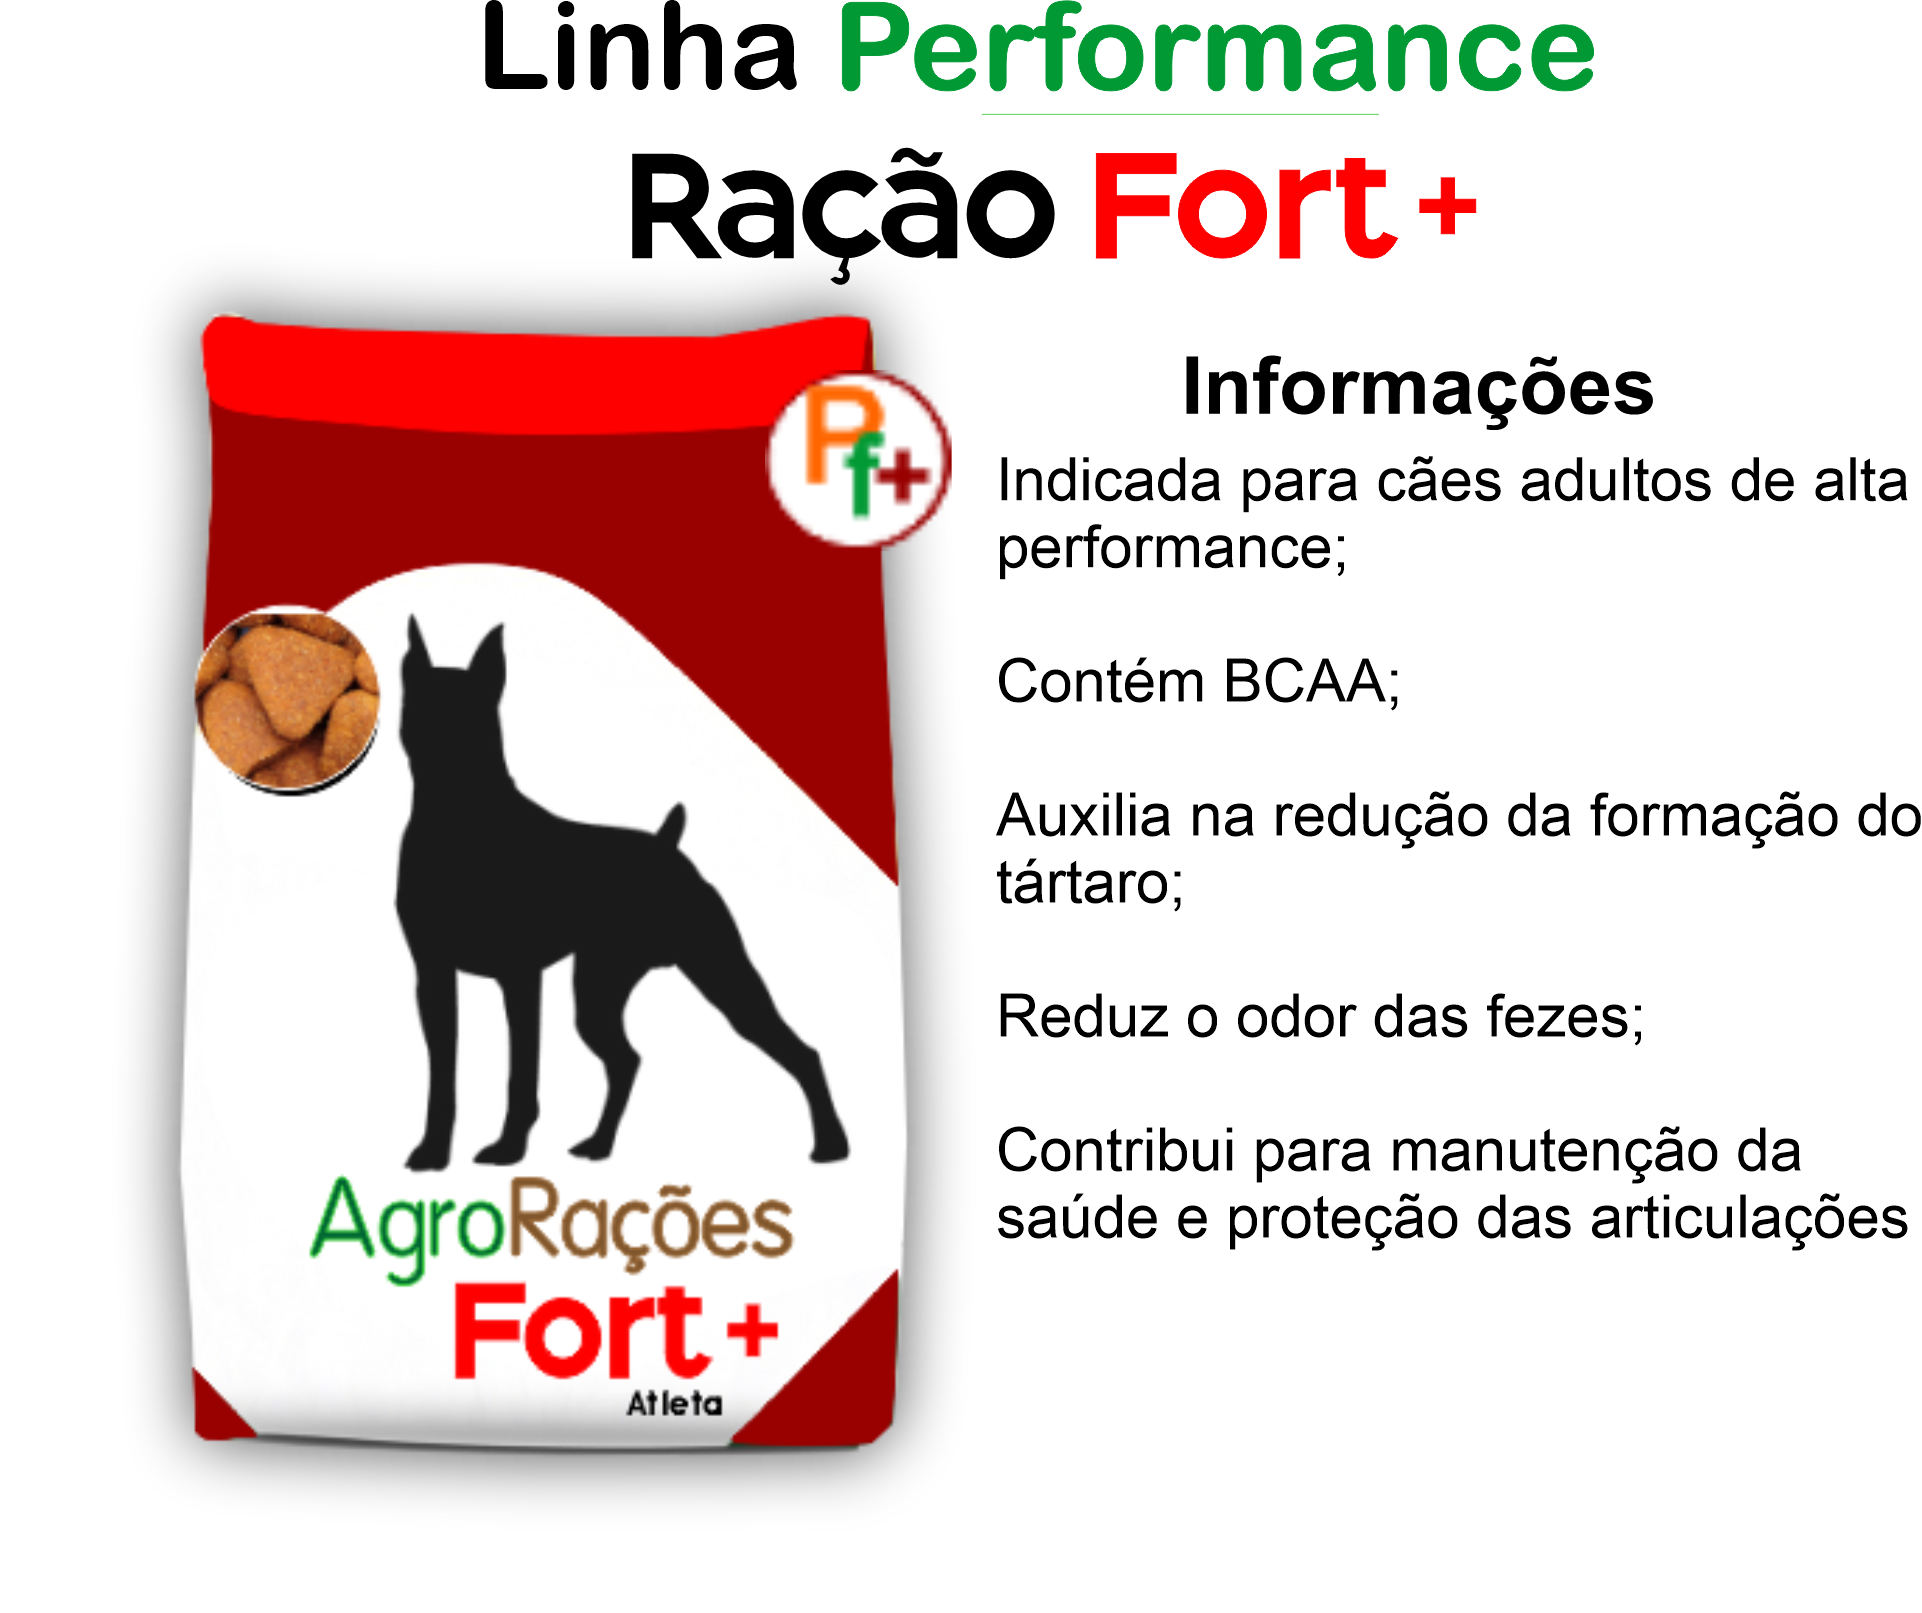 Linha Performance
Ração Fort +
Pf+
Informações
Indicada para cães adultos de alta
performance;
Contém BCAA;
Auxilia na redução da formação do
tártaro;
Reduz o odor das fezes;
Contribui para manutenção da
saúde e proteção das articulações
AgroRações
Fort +
Atleta